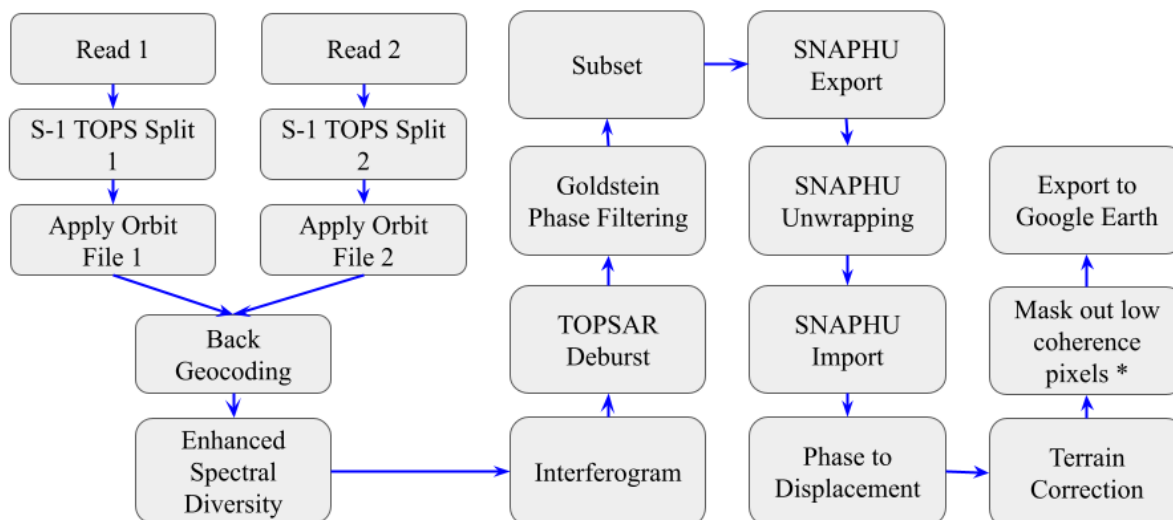 Read 1
S-1 TOPS Split
1
Apply Orbit
File 1
Read 2
S-1 TOPS Split
2
Apply Orbit
File 2
Back
Geocoding
Enhanced
Spectral
Diversity
Interferogram
TOPSAR
Deburst
Goldstein
Phase Filtering
Subset
SNAPHU
Export
SNAPHU
Unwrapping
SNAPHU
Import
Phase to
Displacement
Terrain
Correction
Mask out low
coherence
pixels *
Export to
Google Earth